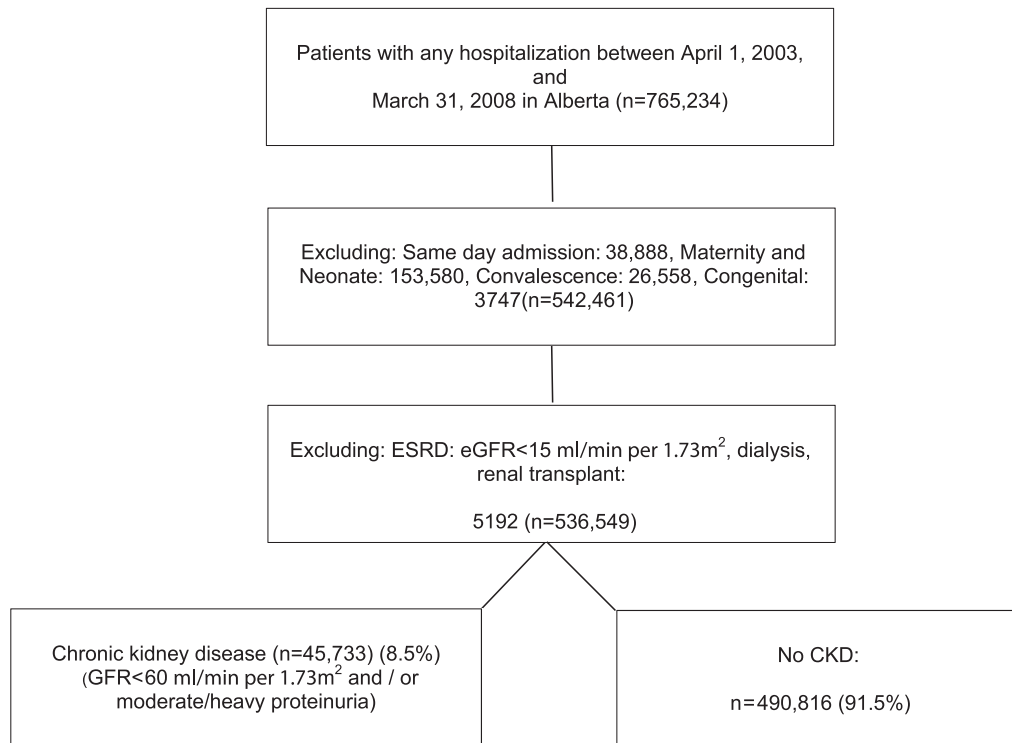 Patients with any hospitalization between April 1, 2003,
and
March 31, 2008 in Alberta (n=765,234)
Excluding: Same day admission: 38,888, Maternity and
Neonate: 153,580, Convalescence: 26,558, Congenital:
3747(n=542,461)
Excluding: ESRD: eGFR<15 ml/min per 1.73m², dialysis,
renal transplant:
5192 (n=536,549)
Chronic kidney disease (n=45,733) (8.5%)
(GFR<60 ml/min per 1.73m² and / or
moderate/heavy proteinuria)
No CKD:
n=490,816 (91.5%)